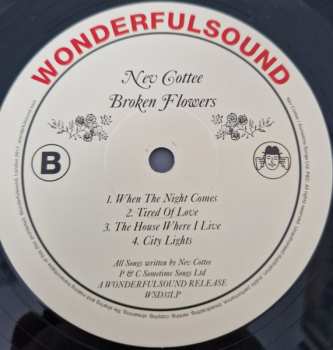 WONDERFULSOUND
Nev Cottee
Broken Flowers
B
1. When The Night Comes
2. Tired Of Love
3. The House Where I Live
4. City Lights
All Songs written by Nev Cottee
P & C Sometime Songs Ltd
A WONDERFULSOUND RELEASE
WSD37LP